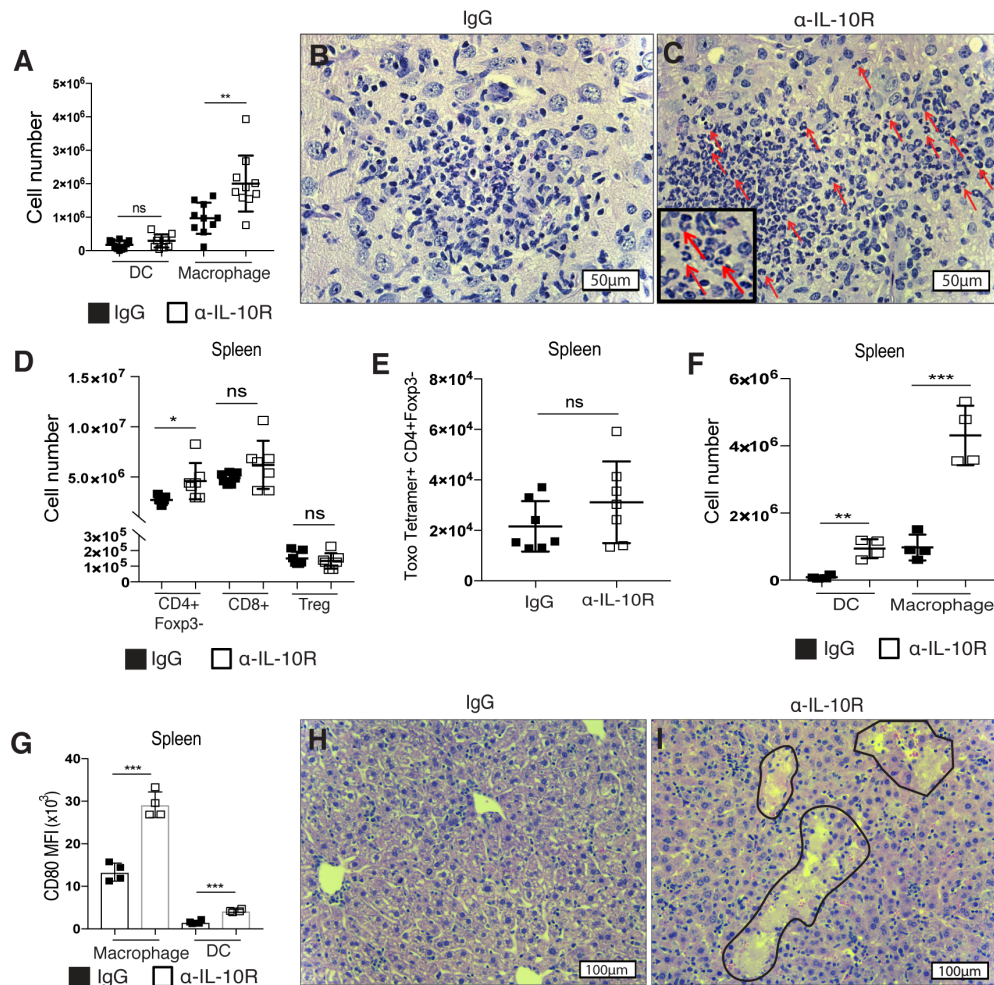 IgG
α-IL-10R
A
B
C
5×10⁶
4×10⁶
3×10⁶
2×10⁶
1×10⁶
0
Cell number
ns
**
DC
Macrophage
IgG
α-IL-10R
50μm
50μm
D
Spleen
1.5×10⁷
1.0×10⁷
5.0×10⁶
3×10⁵
2×10⁵
1×10⁵
0
Cell number
*
ns
ns
CD4+
Foxp3-
CD8+
Treg
IgG
α-IL-10R
E
Spleen
8×10⁴
6×10⁴
4×10⁴
2×10⁴
0
Toxo Tetramer+ CD4+Foxp3-
ns
IgG
α-IL-10R
F
Spleen
6×10⁶
4×10⁶
2×10⁶
0
Cell number
**
***
DC
Macrophage
IgG
α-IL-10R
G
Spleen
40
30
20
10
0
CD80 MFI(x10³)
***
***
Macrophage
DC
IgG
α-IL-10R
IgG
α-IL-10R
H
I
100μm
100μm